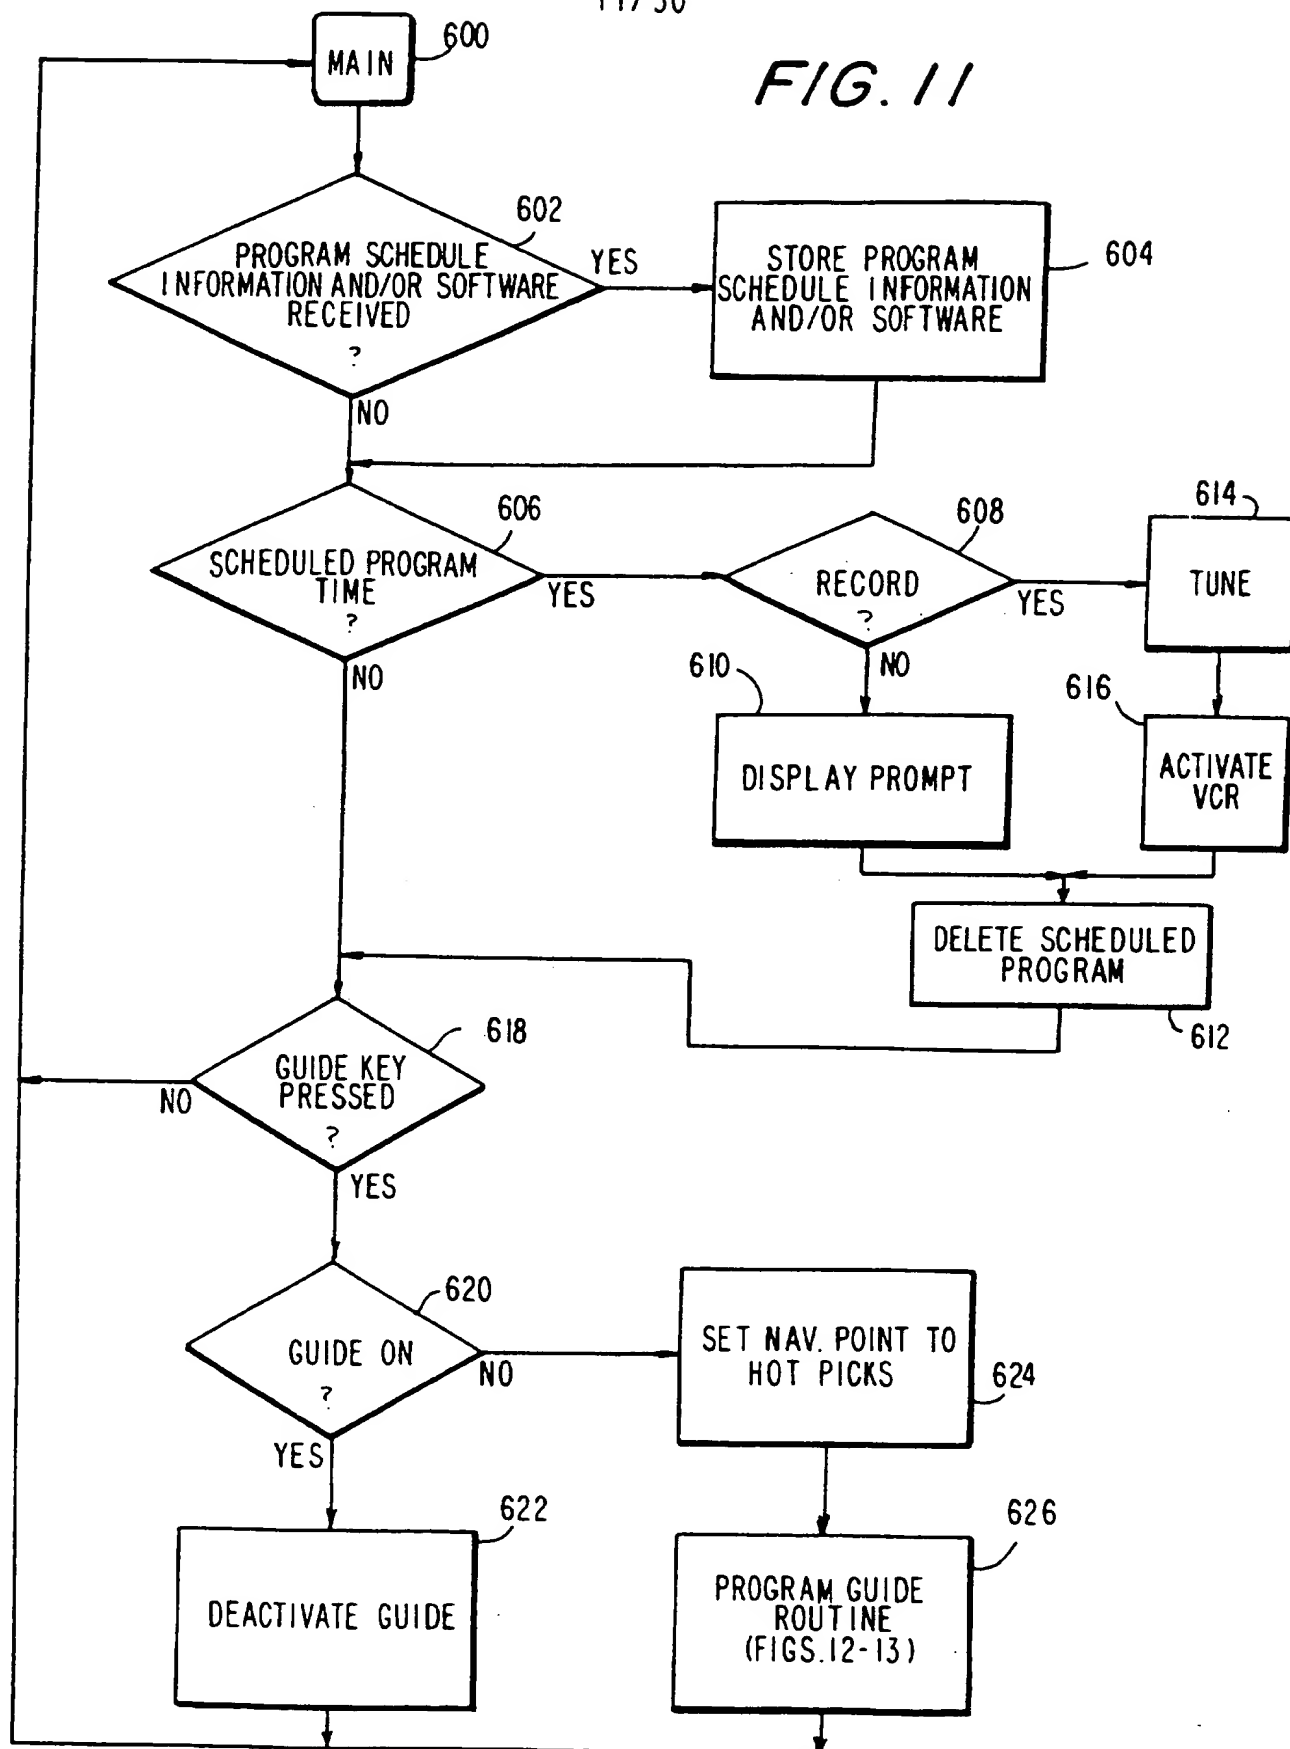 11/30
MAIN
600
FIG. 11
602
PROGRAM SCHEDULE
INFORMATION AND/OR SOFTWARE
RECEIVED
?
YES
NO
STORE PROGRAM
SCHEDULE INFORMATION
AND/OR SOFTWARE
604
606
SCHEDULED PROGRAM
TIME
?
YES
NO
608
RECORD
?
YES
NO
614
TUNE
610
DISPLAY PROMPT
616
ACTIVATE
VCR
DELETE SCHEDULED
PROGRAM
612
618
GUIDE KEY
PRESSED
?
NO
YES
620
GUIDE ON
?
NO
YES
SET NAV. POINT TO
HOT PICKS
624
622
DEACTIVATE GUIDE
626
PROGRAM GUIDE
ROUTINE
(FIGS.12-13)